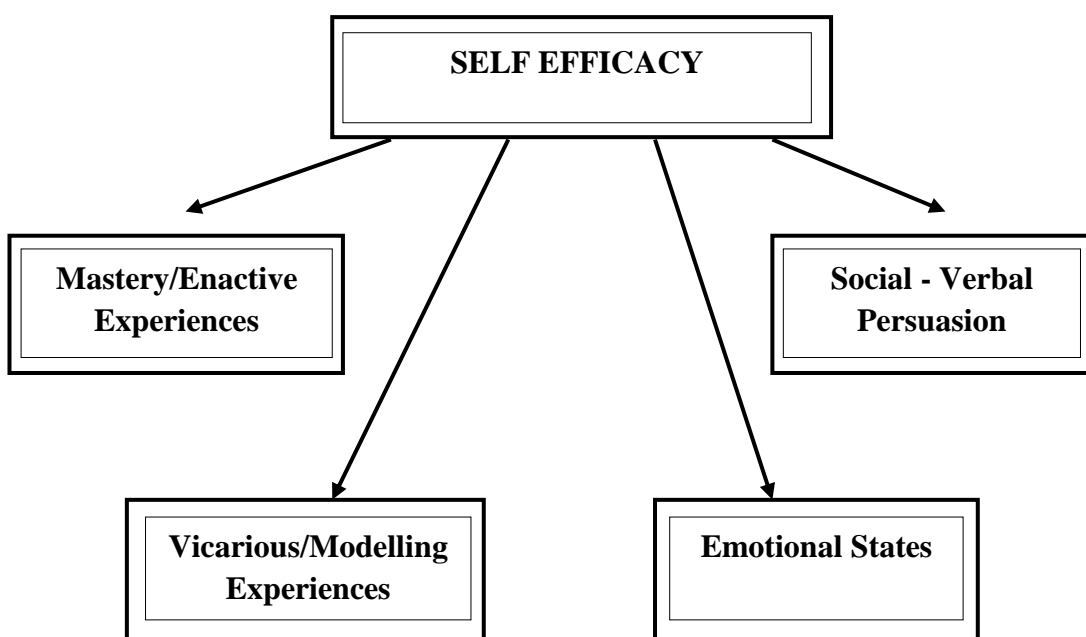 SELF EFFICACY
Mastery/Enactive
Experiences
Social - Verbal
Persuasion
Vicarious/Modelling
Experiences
Emotional States